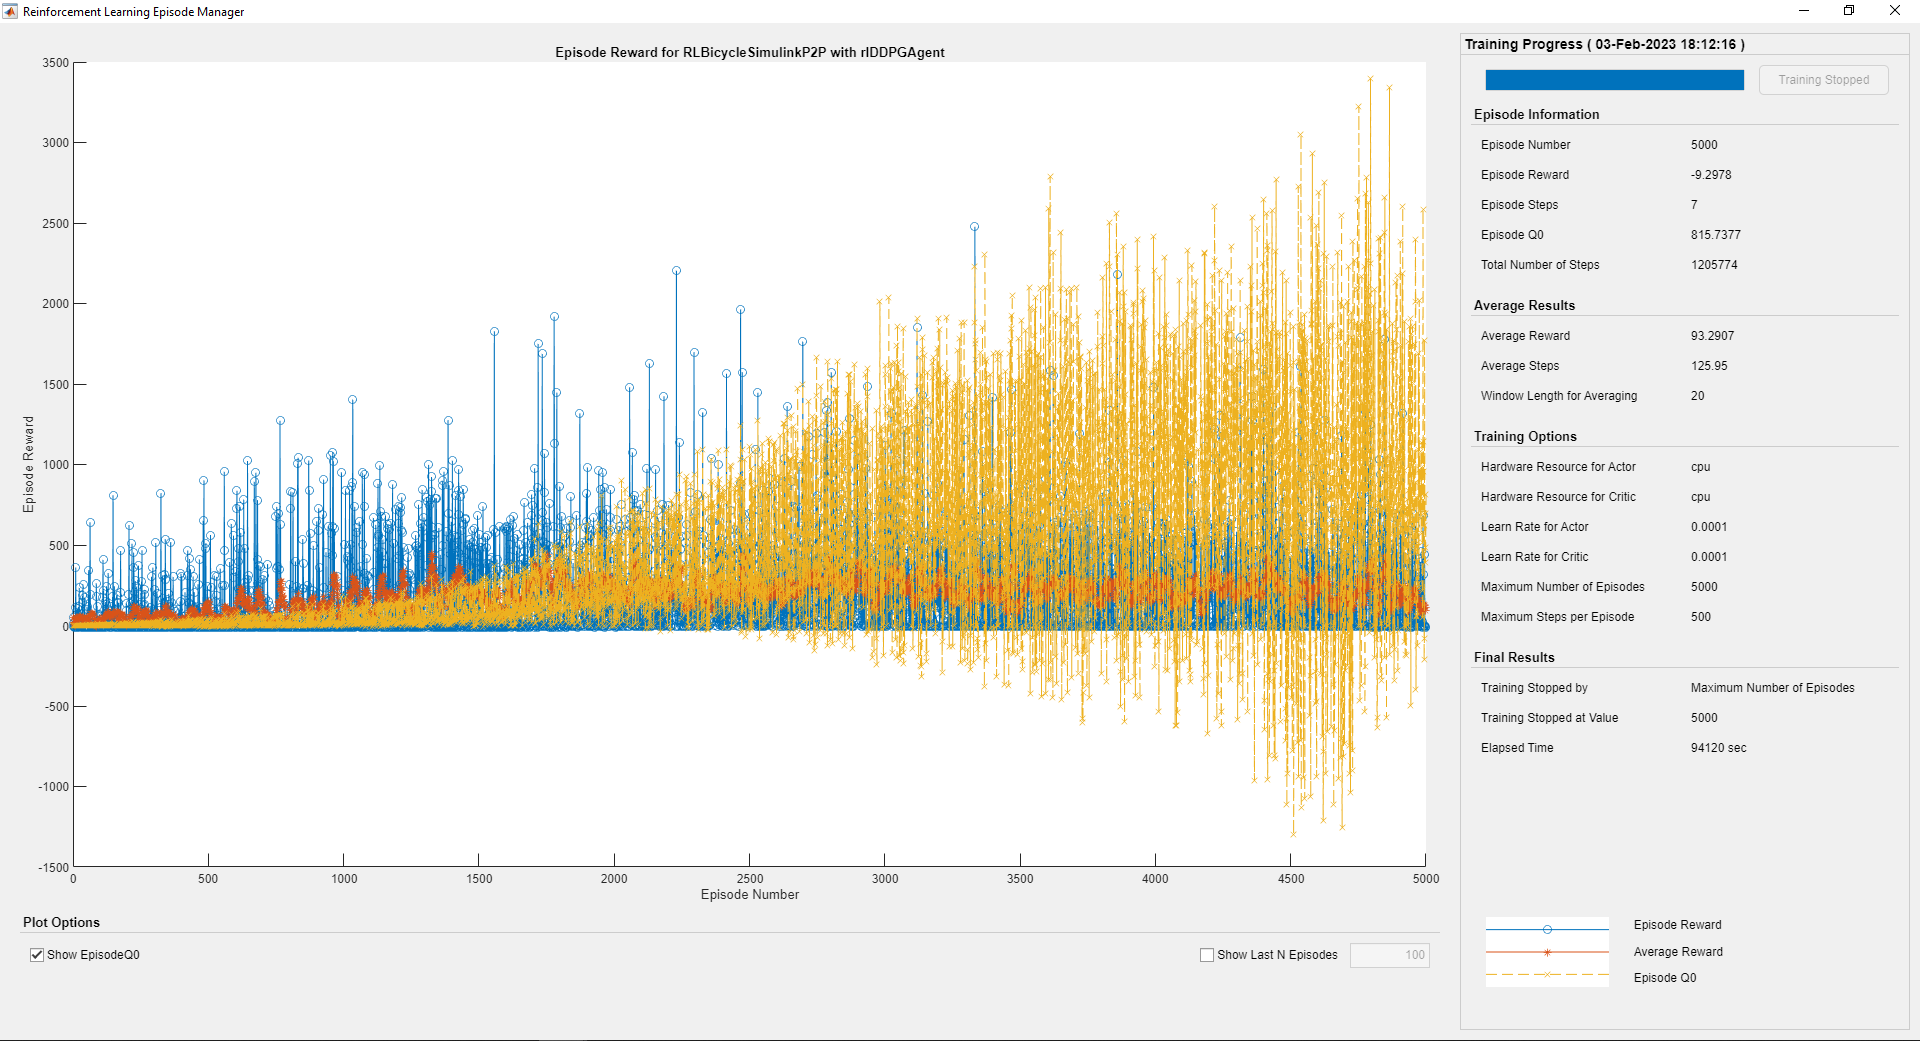 Reinforcement Learning Episode Manager
Episode Reward for RLBicycleSimulinkP2P with rlDDPGAgent
3500
3000
2500
2000
1500
1000
500
0
-500
-1000
-1500
Episode Reward
0 500 1000 1500 2000 2500 3000 3500 4000 4500 5000
Episode Number
Plot Options
Show EpisodeQ0
Show Last N Episodes 100
Training Progress ( 03-Feb-2023 18:12:16 )
Training Stopped
Episode Information
Episode Number 5000
Episode Reward -9.2978
Episode Steps 7
Episode Q0 815.7377
Total Number of Steps 1205774
Average Results
Average Reward 93.2907
Average Steps 125.95
Window Length for Averaging 20
Training Options
Hardware Resource for Actor cpu
Hardware Resource for Critic cpu
Learn Rate for Actor 0.0001
Learn Rate for Critic 0.0001
Maximum Number of Episodes 5000
Maximum Steps per Episode 500
Final Results
Training Stopped by Maximum Number of Episodes
Training Stopped at Value 5000
Elapsed Time 94120 sec
Episode Reward
Average Reward
Episode Q0